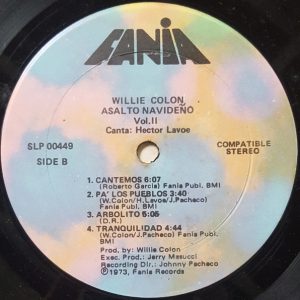 FANIA
WILLIE COLON
ASALTO NAVIDEÑO
Vol.II
Canta: Hector Lavoe
SLP 00449
SIDE B
COMPATIBLE
STEREO
1. CANTEMOS 6:07
(Roberto Garcia) Fania Publ. BMI
2. PA' LOS PUEBLOS 3:40
(W.Colon/H.Lavoe/J.Pacheco)
Fania Publ. BMI
3. ARBOLITO 5:05
(D.R.)
4. TRANQUILIDAD 4:44
(W.Colon/J.Pacheco) Fania Publ.
BMI
Prod. by: Willie Colon
Exec. Prod.: Jerry Masucci
Recording Dir.: Johnny Pacheco
℗1973, Fania Records